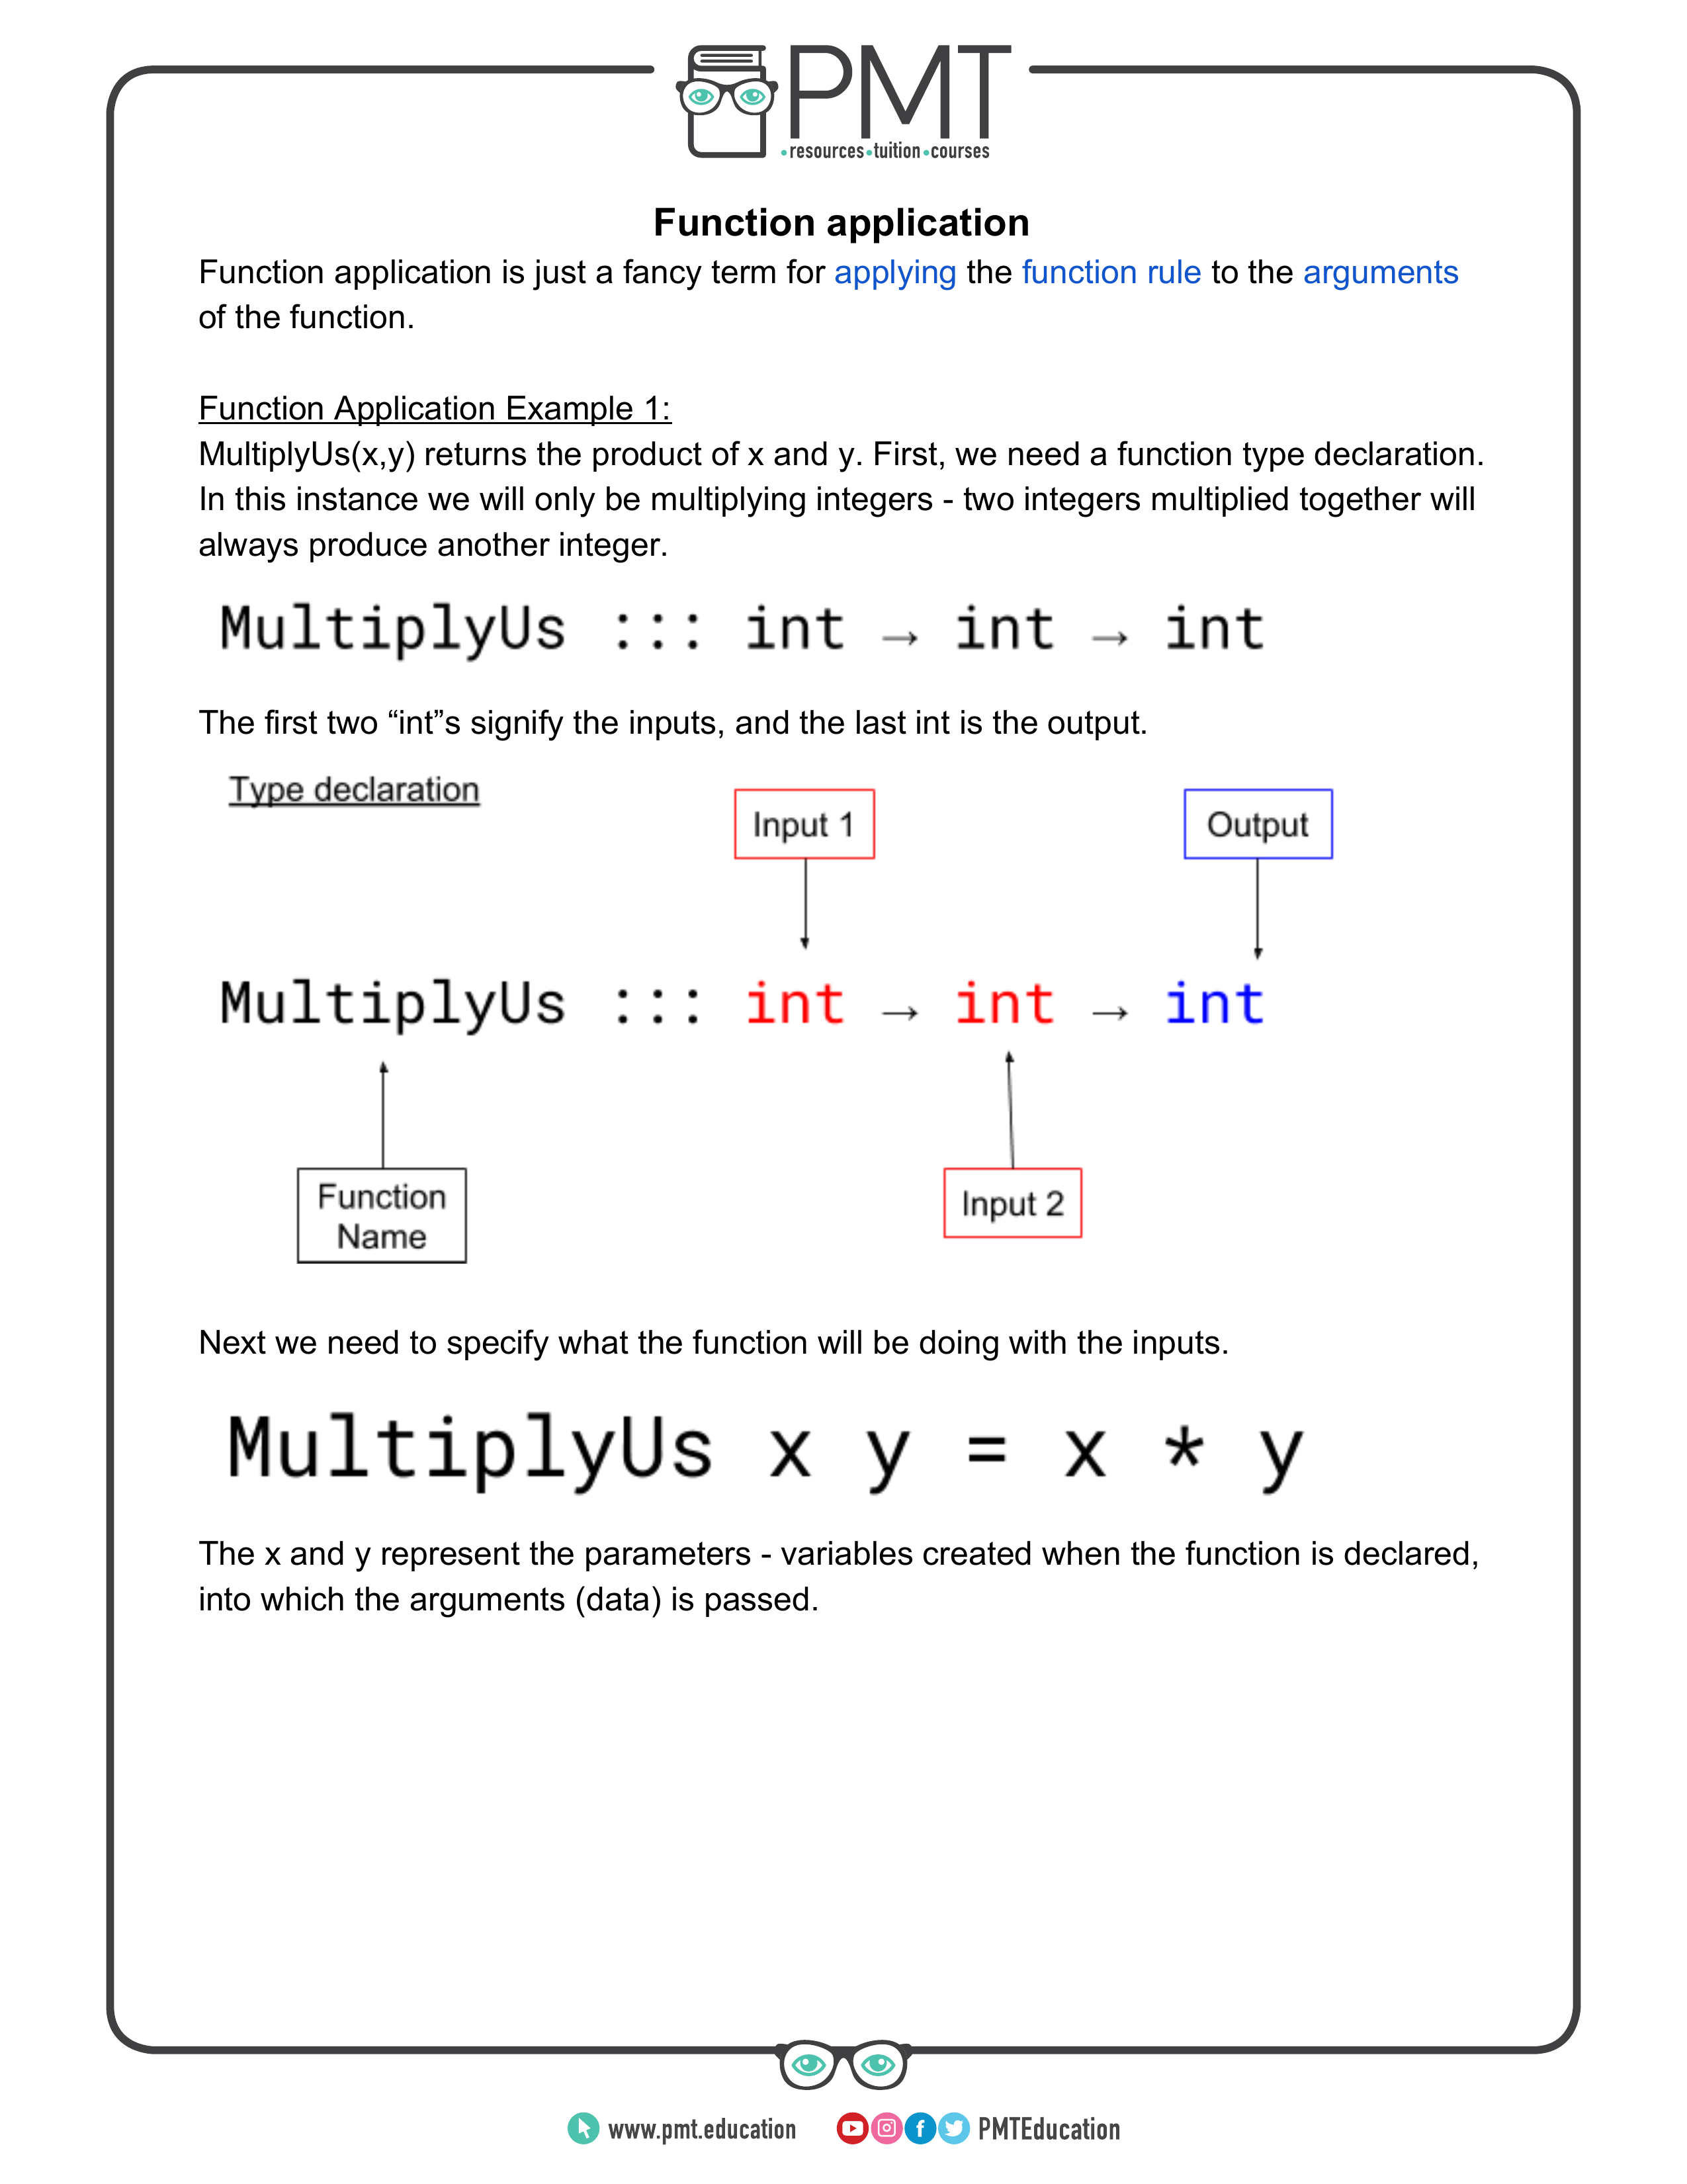 PMT
•resources•tuition•courses
Function application
Function application is just a fancy term for applying the function rule to the arguments
of the function.
Function Application Example 1:
MultiplyUs(x,y) returns the product of x and y. First, we need a function type declaration.
In this instance we will only be multiplying integers - two integers multiplied together will
always produce another integer.
MultiplyUs ::: int → int → int
The first two “int”s signify the inputs, and the last int is the output.
Type declaration
Input 1
Output
MultiplyUs ::: int → int → int
Function
Name
Input 2
Next we need to specify what the function will be doing with the inputs.
MultiplyUs x y = x * y
The x and y represent the parameters - variables created when the function is declared,
into which the arguments (data) is passed.
www.pmt.education
PMTEducation